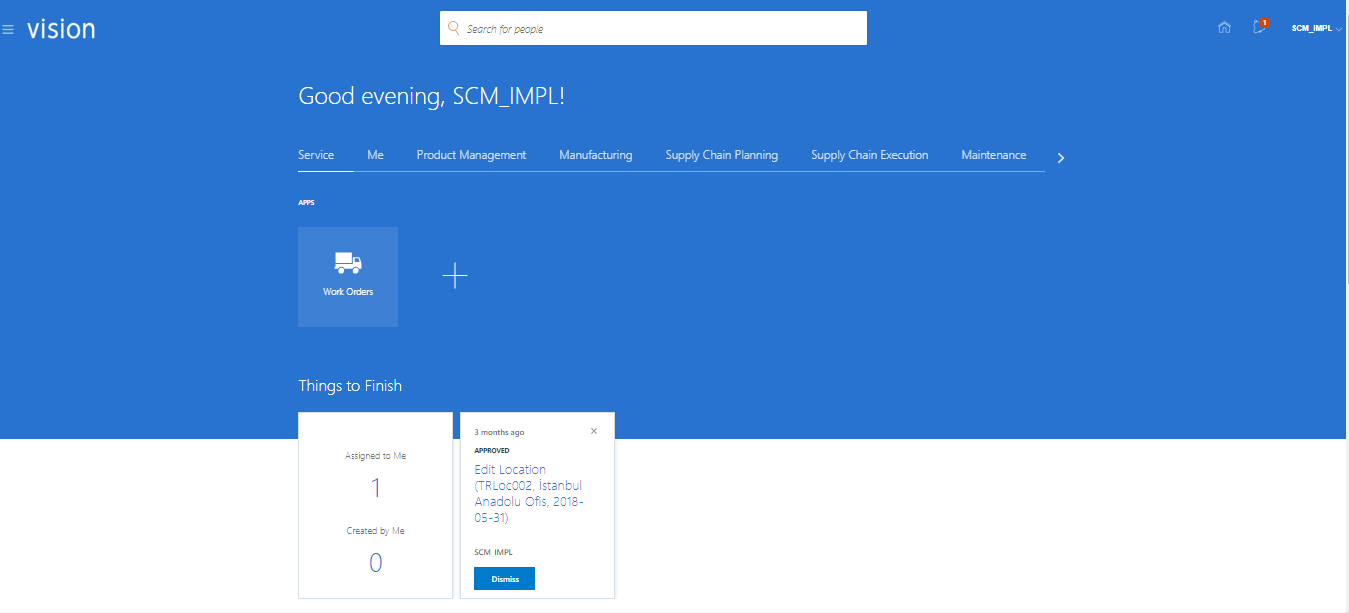 vision
Search for people
1
SCM_IMPL
Good evening, SCM_IMPL!
Service Me Product Management Manufacturing Supply Chain Planning Supply Chain Execution Maintenance
APPS
Work Orders
Things to Finish
Assigned to Me
1
Created by Me
0
3 months ago
APPROVED
Edit Location
(TRLoc002, İstanbul
Anadolu Ofis, 2018-
05-31)
SCM_IMPL
Dismiss